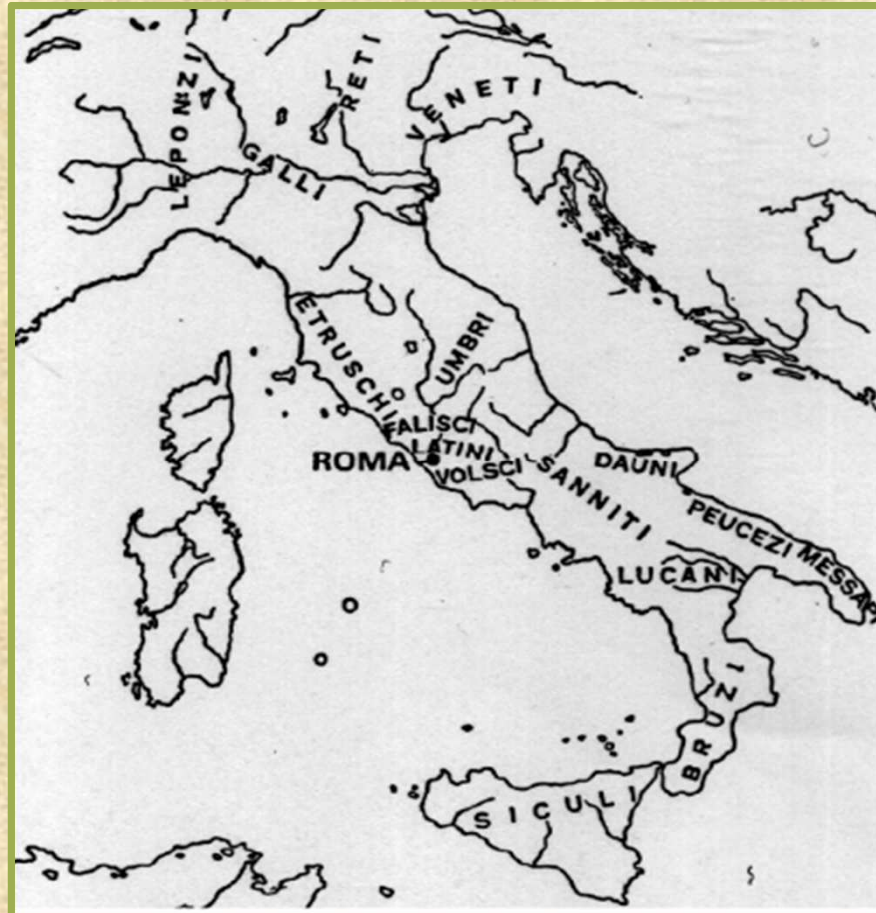 LEPONZI
RETI
VENETI
GALLI
ETRUSCHI
UMBRI
FALISCI
LATINI
ROMA
VOLSCI
SANNITI
DAUNI
PEUCEZI
MESSAPI
LUCANI
BRUZI
SICULI